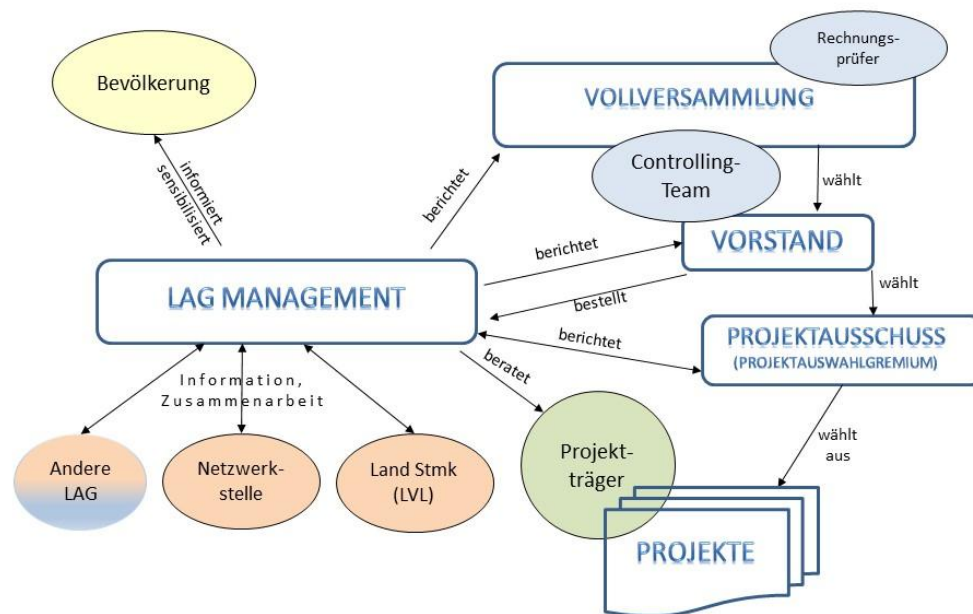 Rechnungs-
prüfer
Bevölkerung
VOLLVERSAMMLUNG
Controlling-
Team
wählt
informiert
sensibilisiert
berichtet
berichtet
VORSTAND
LAG MANAGEMENT
bestellt
wählt
berichtet
PROJEKTAUSSCHUSS
(PROJEKTAUSWAHLGREMIUM)
beratet
Information,
Zusammenarbeit
wählt
aus
Andere
LAG
Netzwerk-
stelle
Land Stmk
(LVL)
Projekt-
träger
PROJEKTE